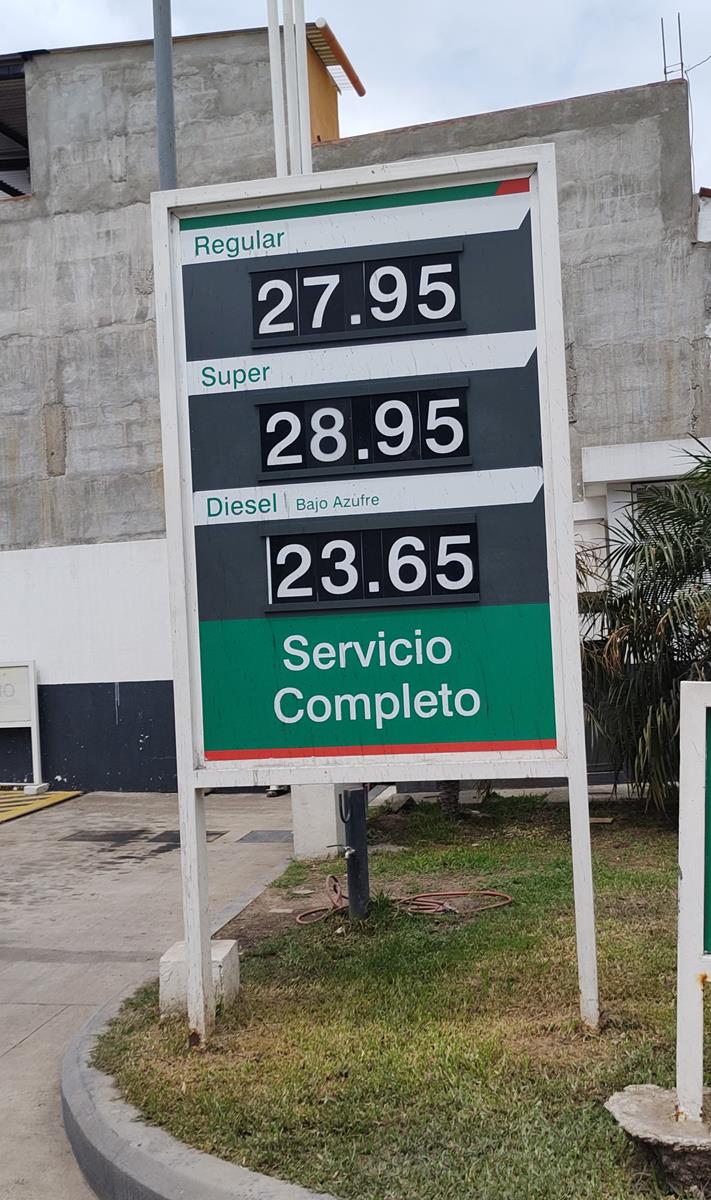 Regular
27.95
Super
28.95
Diesel | Bajo Azufre
23.65
Servicio
Completo